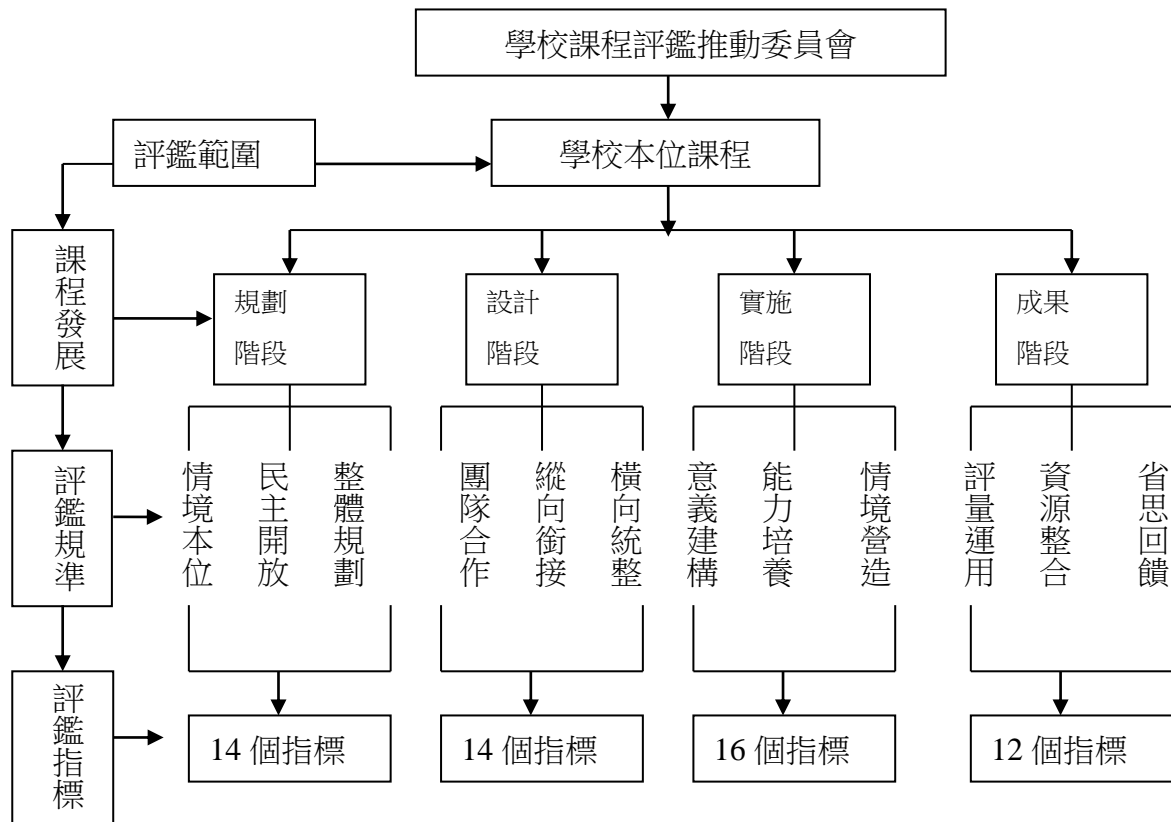 學校課程評鑑推動委員會
評鑑範圍
學校本位課程
課程發展
規劃
階段
設計
階段
實施
階段
成果
階段
評鑑規準
情境本位
民主開放
整體規劃
團隊合作
縱向銜接
橫向統整
意義建構
能力培養
情境營造
評量運用
資源整合
省思回饋
評鑑指標
14 個指標
14 個指標
16 個指標
12 個指標